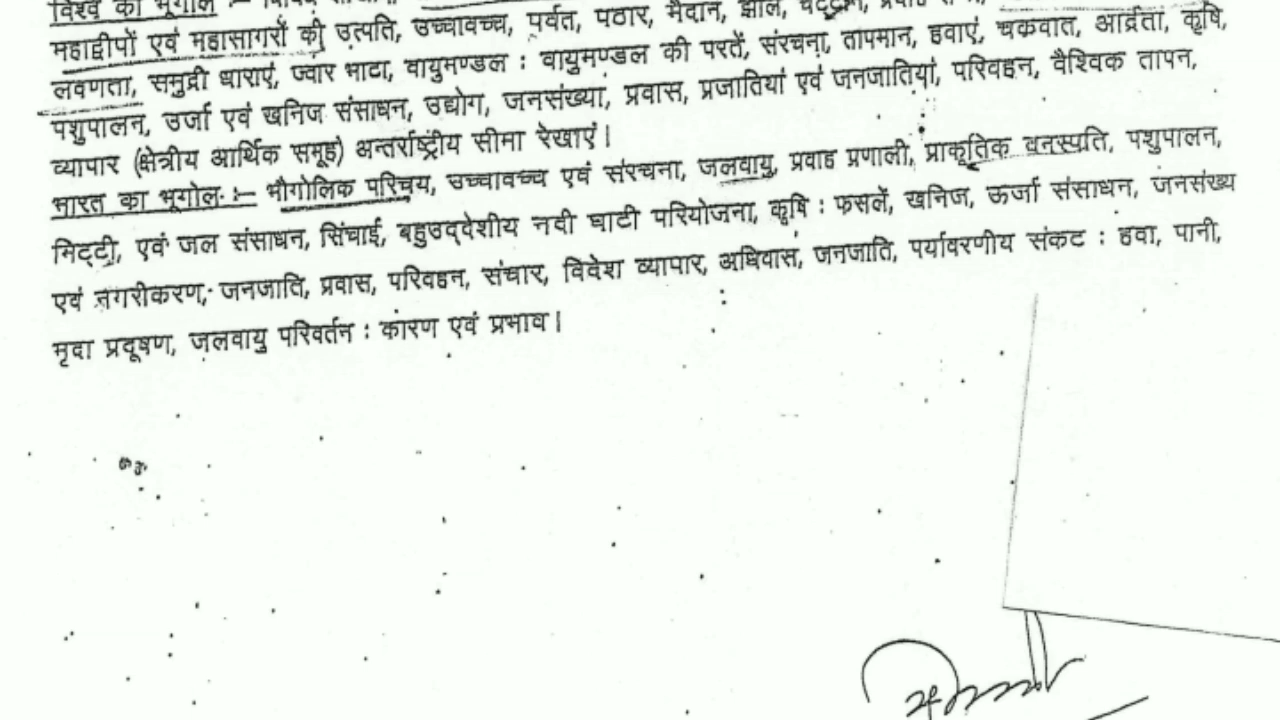 विश्व का भूगोल :—
महाद्वीपों एवं महासागरों की उत्पति, उच्चावच्च, पर्वत, पठार, मैदान, झील, चट्टान, प्रवाह
लवणता, समुद्री धाराएं, ज्वार भाटा, वायुमण्डल : वायुमण्डल की परतें, संरचना, तापमान, हवाएं, चकवात, आर्द्रता, कृषि,
पशुपालन, उर्जा एवं खनिज संसाधन, उद्योग, जनसंख्या, प्रवास, प्रजातियां एवं जनजातियां, परिवहन, वैश्विक तापन,
व्यापार (क्षेत्रीय आर्थिक समूह) अन्तर्राष्ट्रीय सीमा रेखाएं।
भारत का भूगोल :— भौगोलिक परिचय, उच्चावच्च एवं संरचना, जलवायु, प्रवाह प्रणाली, प्राकृतिक वनस्पति, पशुपालन,
मिट्टी, एवं जल संसाधन, सिंचाई, बहुउद्देशीय नदी घाटी परियोजना, कृषि : फसलें, खनिज, ऊर्जा संसाधन, जनसंख्य
एवं नगरीकरण, जनजाति, प्रवास, परिवहन, संचार, विदेश व्यापार, अधिवास, जनजाति, पर्यावरणीय संकट : हवा, पानी,
मृदा प्रदूषण, जलवायु परिवर्तन : कारण एवं प्रभाव।